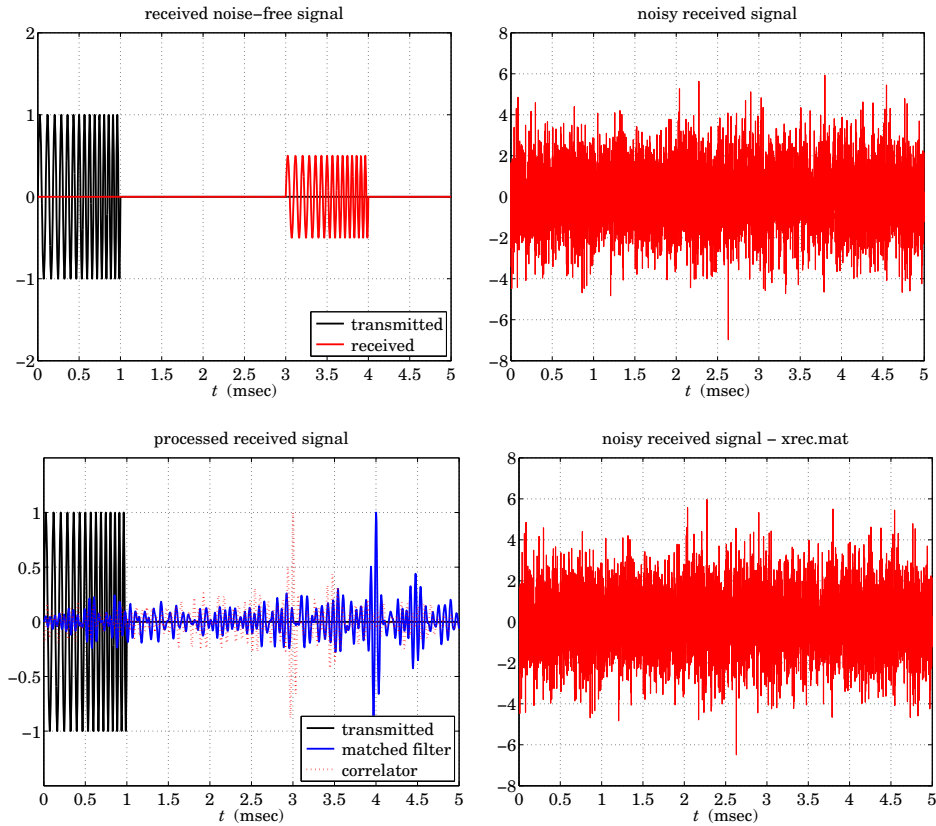 received noise−free signal
2
1
0
−1
−2
transmitted
received
0 0.5 1 1.5 2 2.5 3 3.5 4 4.5 5
t (msec)
noisy received signal
8
6
4
2
0
−2
−4
−6
−8
0 0.5 1 1.5 2 2.5 3 3.5 4 4.5 5
t (msec)
processed received signal
1
0.5
0
−0.5
−1
transmitted
matched filter
correlator
0 0.5 1 1.5 2 2.5 3 3.5 4 4.5 5
t (msec)
noisy received signal − xrec.mat
8
6
4
2
0
−2
−4
−6
−8
0 0.5 1 1.5 2 2.5 3 3.5 4 4.5 5
t (msec)